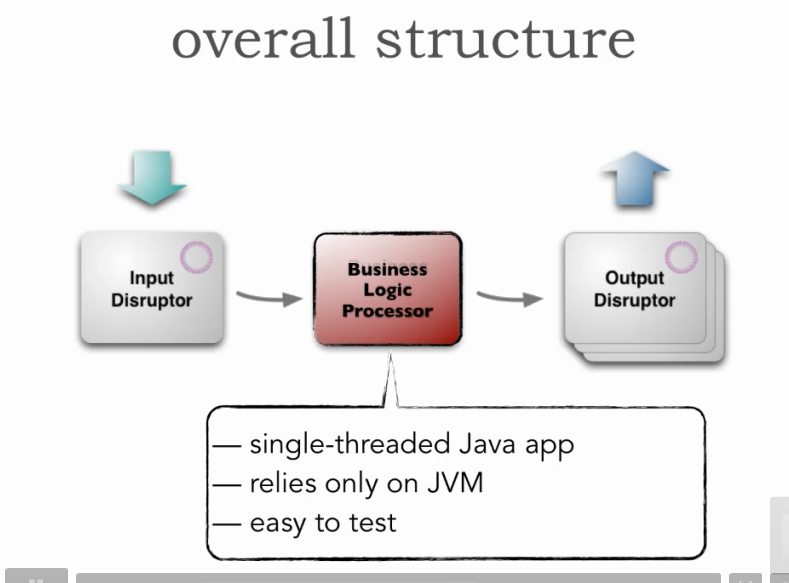 overall structure
Input
Disruptor
Business
Logic
Processor
Output
Disruptor
— single-threaded Java app
— relies only on JVM
— easy to test